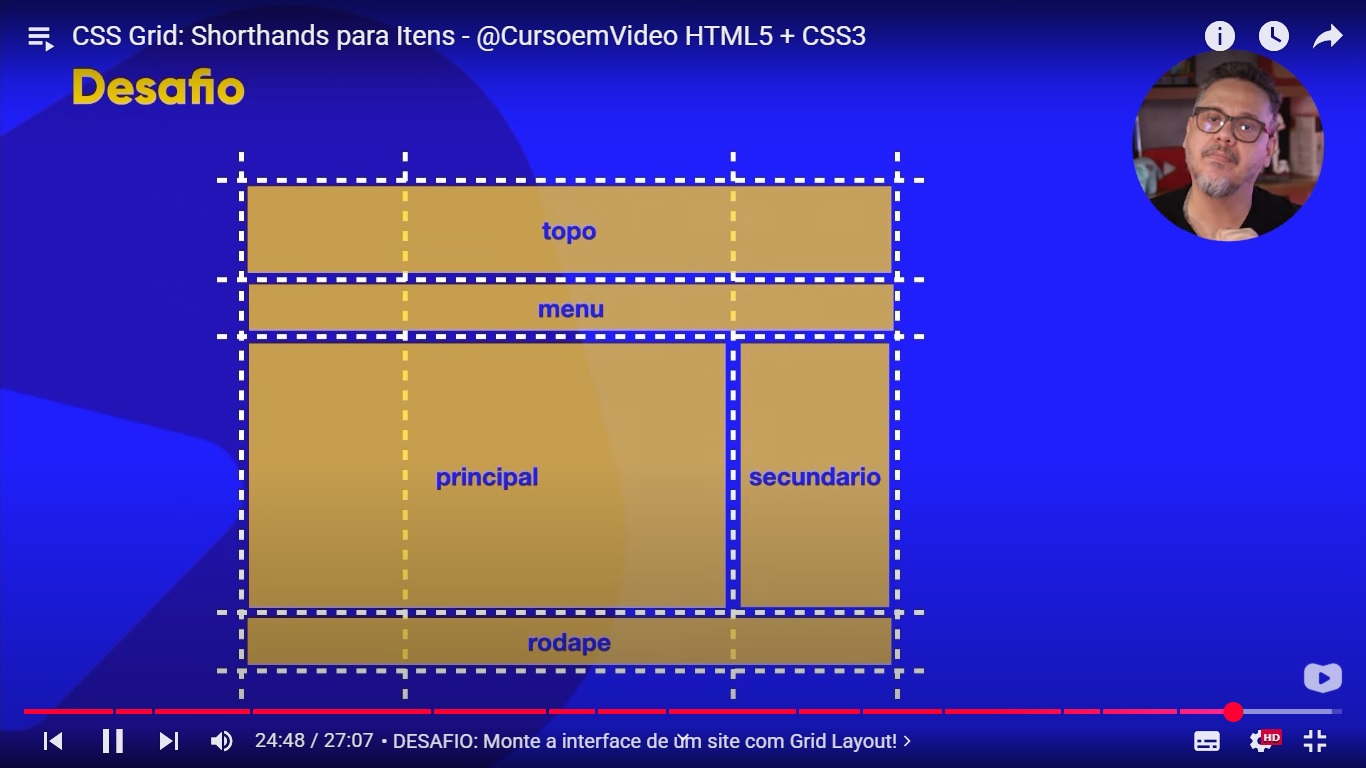 CSS Grid: Shorthands para Itens - @CursoemVideo HTML5 + CSS3
Desafio
topo
menu
principal
secundario
rodape
24:48 / 27:07 • DESAFIO: Monte a interface de um site com Grid Layout!
HD